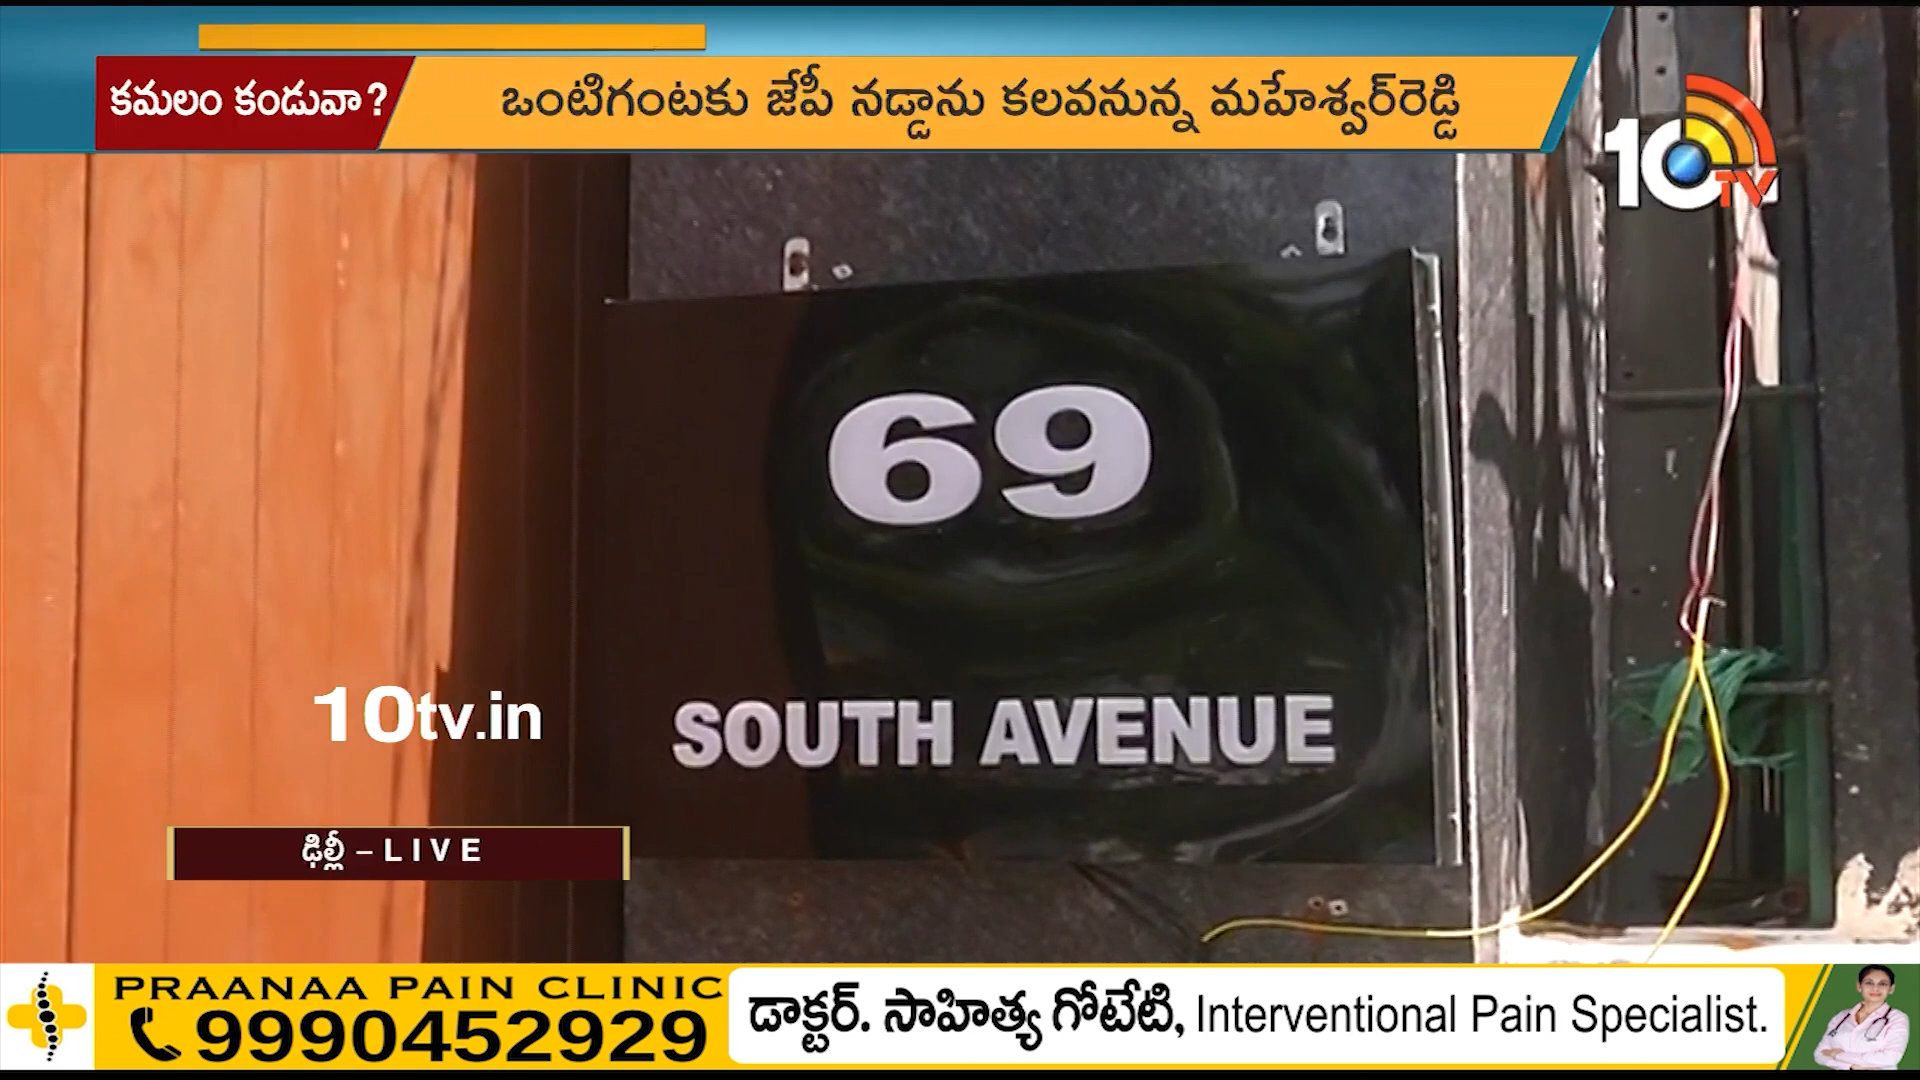 కమలం కండువా?
ఒంటిగంటకు జేపీ నడ్డాను కలవనున్న మహేశ్వర్‌రెడ్డి
10TV
69
SOUTH AVENUE
10tv.in
ఢిల్లీ – LIVE
PRAANAA PAIN CLINIC
9990452929
డాక్టర్. సాహిత్య గోటేటి, Interventional Pain Specialist.